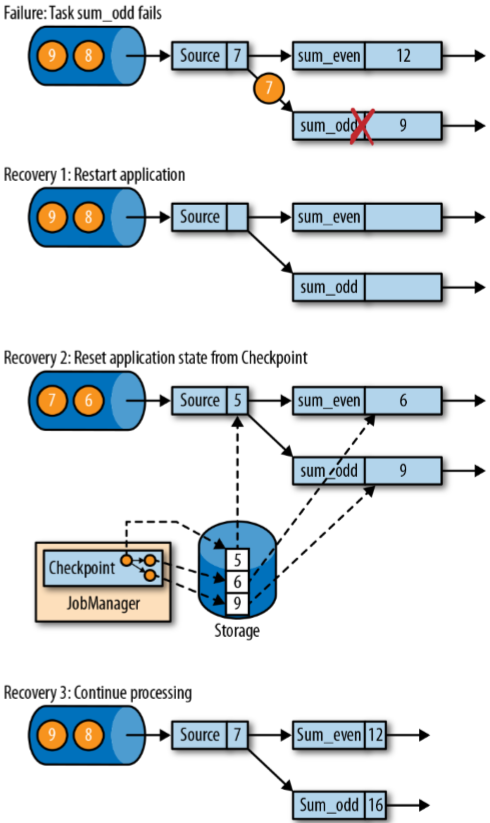 Failure: Task sum_odd fails
9 8 Source 7 sum_even 12
7
sum_odd 9
Recovery 1: Restart application
9 8 Source sum_even
sum_odd
Recovery 2: Reset application state from Checkpoint
7 6 Source 5 sum_even 6
sum_odd 9
Checkpoint
JobManager
5
6
9
Storage
Recovery 3: Continue processing
9 8 Source 7 Sum_even 12
Sum_odd 16